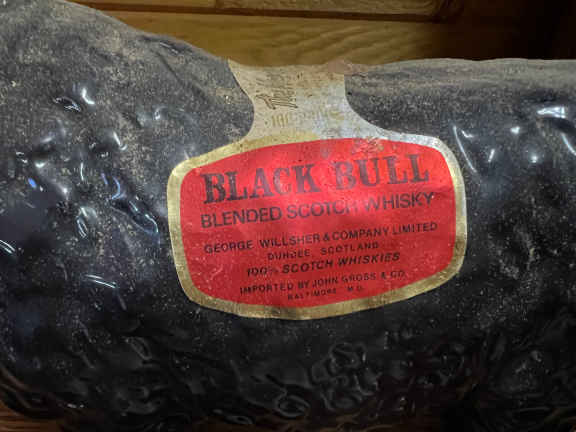 BLACK BULL
BLENDED SCOTCH WHISKY
GEORGE WILLSHER & COMPANY LIMITED
DUNDEE, SCOTLAND
100% SCOTCH WHISKIES
IMPORTED BY JOHN GROSS & CO.
BALTIMORE, M.D.